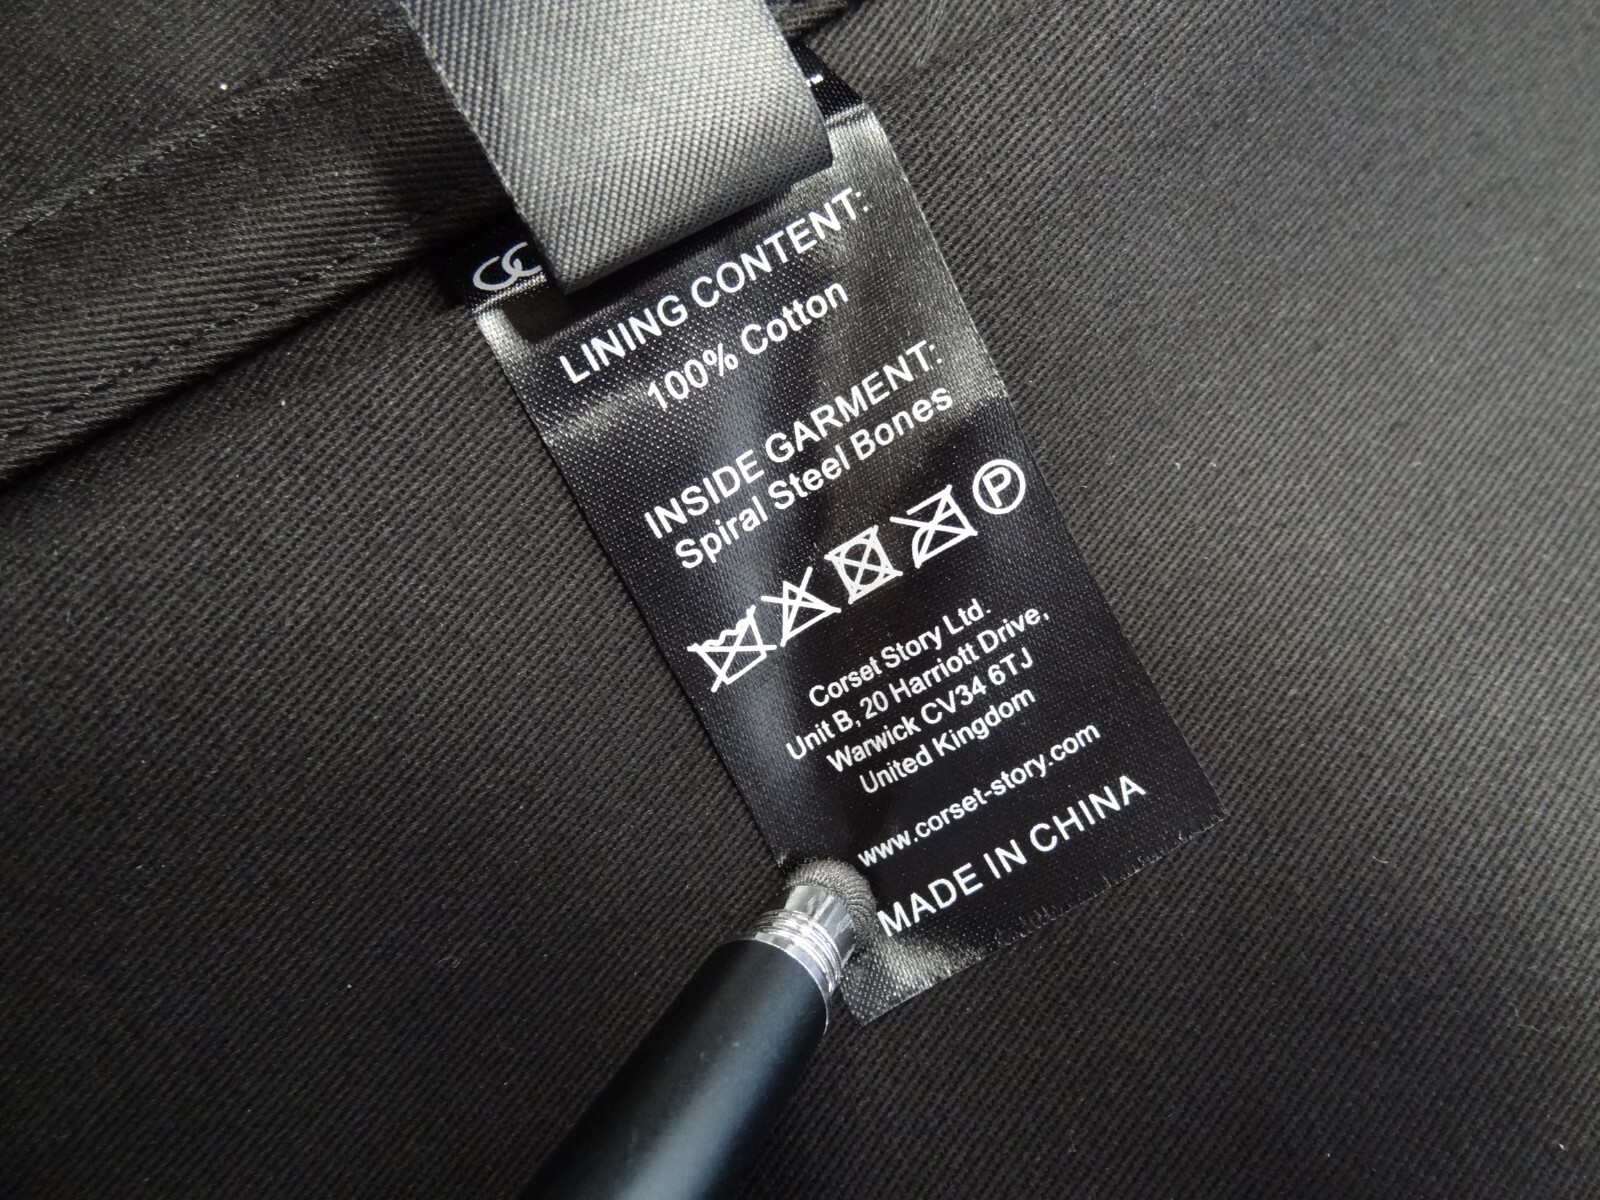 LINING CONTENT:
100% Cotton
INSIDE GARMENT:
Spiral Steel Bones
P
Corset Story Ltd.
Unit B, 20 Harriott Drive,
Warwick CV34 6TJ
United Kingdom
www.corset-story.com
MADE IN CHINA